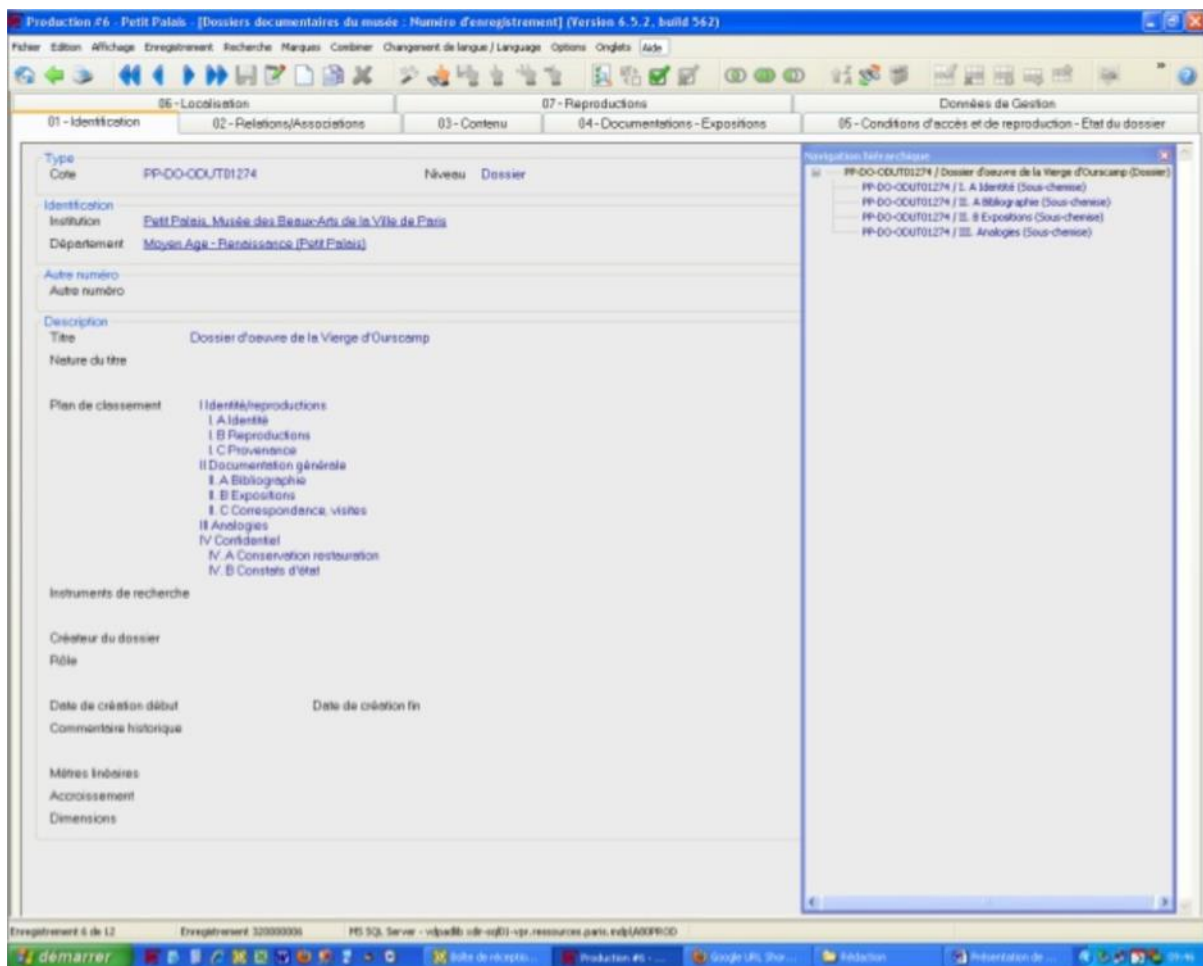 Production #6 - Petit Palais - [Dossiers documentaires du musée : Numéro d'enregistrement] (Version 6.5.2, build 562)
Fichier Edition Affichage Enregistrement Recherche Marques Combiner Changement de langue / Language Options Onglets Aide
06 - Localisation 07 - Reproductions Données de Gestion
01 - Identification 02 - Relations/Associations 03 - Contenu 04 - Documentations - Expositions 05 - Conditions d'accès et de reproduction - Etat du dossier
Type
Cote PP-DO-ODUT01274 Niveau Dossier
Identification
Institution Petit Palais, Musée des Beaux-Arts de la Ville de Paris
Département Moyen Age - Renaissance (Petit Palais)
Autre numéro
Autre numéro
Description
Titre Dossier d'oeuvre de la Vierge d'Ourscamp
Nature du titre
Plan de classement I Identité/reproductions
I. A Identité
I. B Reproductions
I. C Provenance
II Documentation générale
II. A Bibliographie
II. B Expositions
II. C Correspondance, visites
III Analogies
IV Confidentiel
IV. A Conservation restauration
IV. B Constats d'état
Instruments de recherche
Créateur du dossier
Rôle
Date de création début Date de création fin
Commentaire historique
Mètres linéaires
Accroissement
Dimensions
Navigation hiérarchique
PP-DO-ODUT01274 / Dossier d'oeuvre de la Vierge d'Ourscamp (Dossier)
PP-DO-ODUT01274 / I. A Identité (Sous-chemise)
PP-DO-ODUT01274 / II. A Bibliographie (Sous-chemise)
PP-DO-ODUT01274 / II. B Expositions (Sous-chemise)
PP-DO-ODUT01274 / III. Analogies (Sous-chemise)
Enregistrement 6 de 12 Enregistrement 320000006 MS SQL Server -
démarrer Boîte de réceptio... Production #6 - ... Google URL Shor... Rédaction Présentation de ...